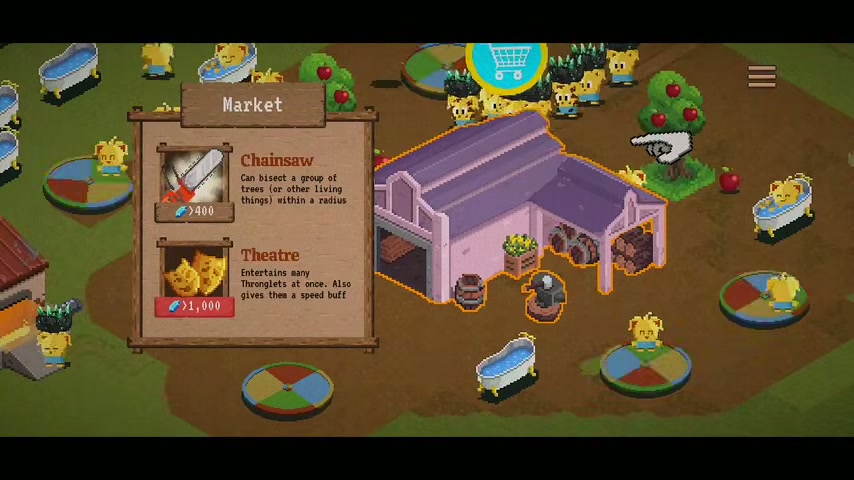 Market
Chainsaw
Can bisect a group of
trees (or other living
things) within a radius
>400
Theatre
Entertains many
Thronglets at once. Also
gives them a speed buff
>1,000